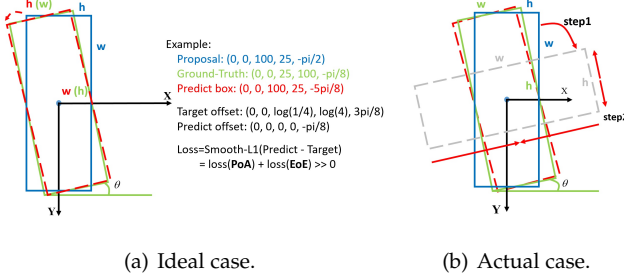 h (w)
h
w
w (h)
X
Y
θ
Example:
Proposal: (0, 0, 100, 25, -pi/2)
Ground-Truth: (0, 0, 25, 100, -pi/8)
Predict box: (0, 0, 100, 25, -5pi/8)
Target offset: (0, 0, log(1/4), log(4), 3pi/8)
Predict offset: (0, 0, 0, 0, -pi/8)
Loss=Smooth-L1(Predict - Target)
= loss(PoA) + loss(EoE) >> 0
w
h
step1
w
X
h
h
step2
θ
Y
(a) Ideal case.
(b) Actual case.